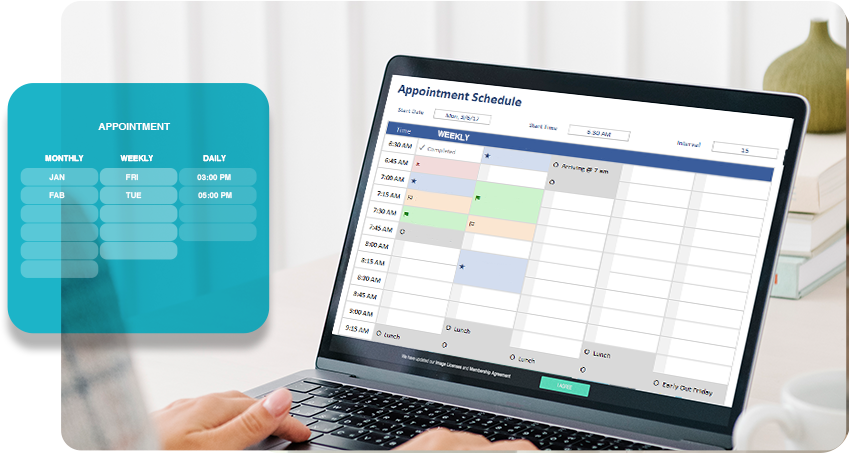 APPOINTMENT
MONTHLY WEEKLY DAILY
JAN FRI 03:00 PM
FAB TUE 05:00 PM
Appointment Schedule
Start Date Mon, 3/6/17 Start Time 6:30 AM Interval 15
Time WEEKLY
6:30 AM Completed Arriving @ 7 am
6:45 AM
7:00 AM
7:15 AM
7:30 AM
7:45 AM
8:00 AM
8:15 AM
8:30 AM
8:45 AM
9:00 AM
9:15 AM Lunch Lunch Lunch Lunch Early Out Friday
We have updated our Image Licenses and Membership Agreement
I AGREE